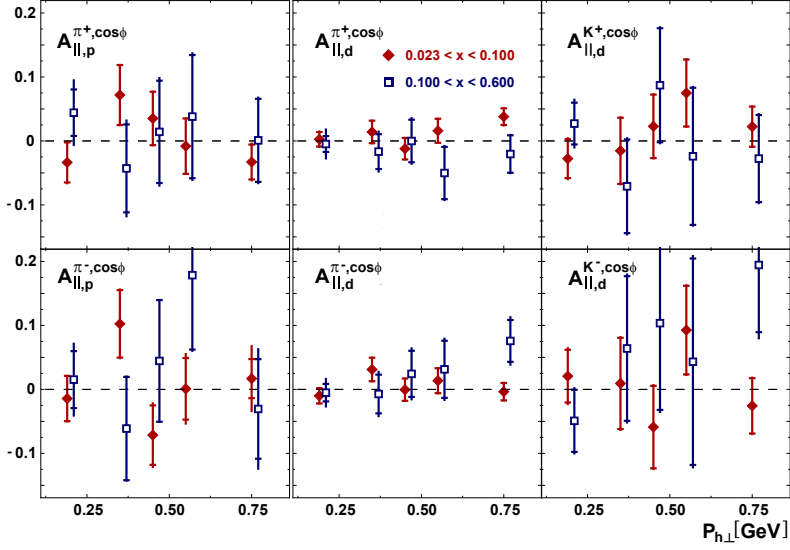 0.2
0.1
0
-0.1
A||,p π+,cosϕ
A||,d π+,cosϕ
0.023 < x < 0.100
0.100 < x < 0.600
A||,d K+,cosϕ
0.2
0.1
0
-0.1
A||,p π-,cosϕ
A||,d π-,cosϕ
A||,d K-,cosϕ
0.25 0.50 0.75 0.25 0.50 0.75 0.25 0.50 0.75
Ph⊥[GeV]